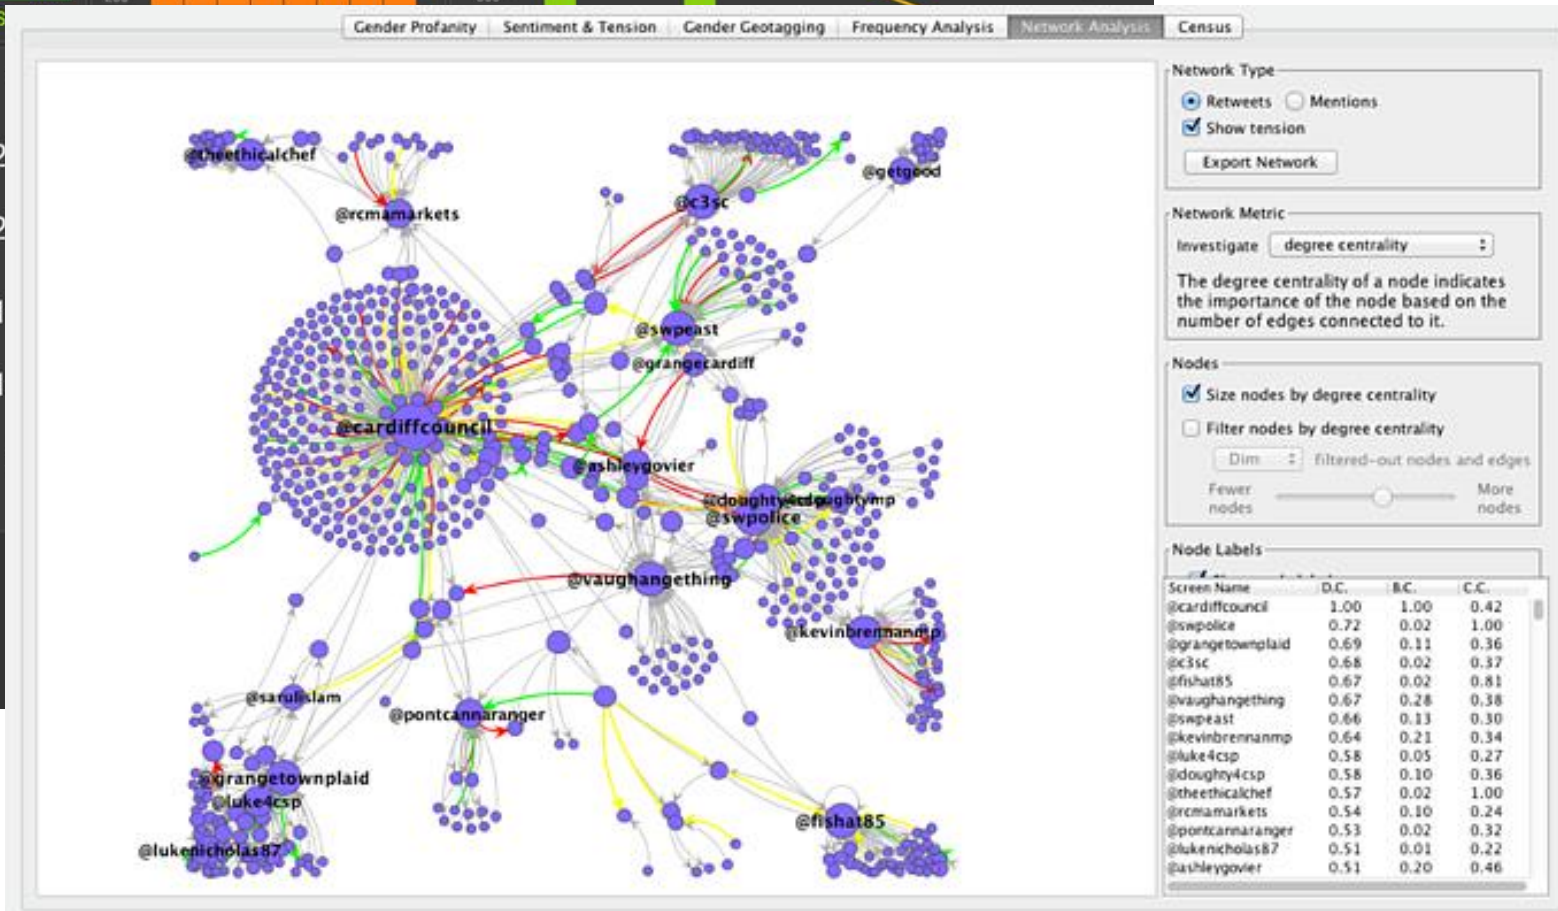 Gender Profanity Sentiment & Tension Gender Geotagging Frequency Analysis Network Analysis Census
@theethicalchef
@rcmamarkets
@c3sc
@getgood
@swpeast
@grangecardiff
@cardiffcouncil
@ashleygovier
@swpolice
@vaughangething
@kevinbrennanmp
@sarulislam
@pontcannaranger
@grangetownplaid
@luke4csp
@fishat85
@lukenicholas87
Network Type
Retweets Mentions
Show tension
Export Network
Network Metric
Investigate degree centrality
The degree centrality of a node indicates
the importance of the node based on the
number of edges connected to it.
Nodes
Size nodes by degree centrality
Filter nodes by degree centrality
Dim filtered-out nodes and edges
Fewer More
nodes nodes
Node Labels
Screen Name D.C. B.C. C.C.
@cardiffcouncil 1.00 1.00 0.42
@swpolice 0.72 0.02 1.00
@grangetownplaid 0.69 0.11 0.36
@c3sc 0.68 0.02 0.37
@fishat85 0.67 0.02 0.81
@vaughangething 0.67 0.28 0.38
@swpeast 0.66 0.13 0.30
@kevinbrennanmp 0.64 0.21 0.34
@luke4csp 0.58 0.05 0.27
@doughty4csp 0.58 0.10 0.36
@theethicalchef 0.57 0.02 1.00
@rcmamarkets 0.54 0.10 0.24
@pontcannaranger 0.53 0.02 0.32
@lukenicholas87 0.51 0.01 0.22
@ashleygovier 0.51 0.20 0.46